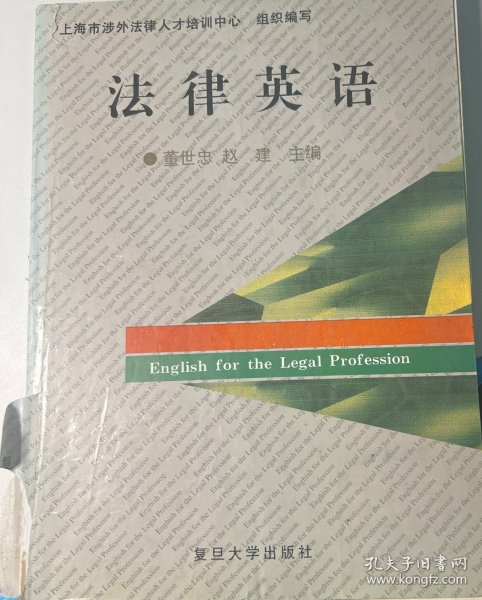 上海市涉外法律人才培训中心 组织编写
法律英语
●董世忠 赵 建 主编
English for the Legal Profession
复旦大学出版社
孔夫子旧书网
www.kongfz.com